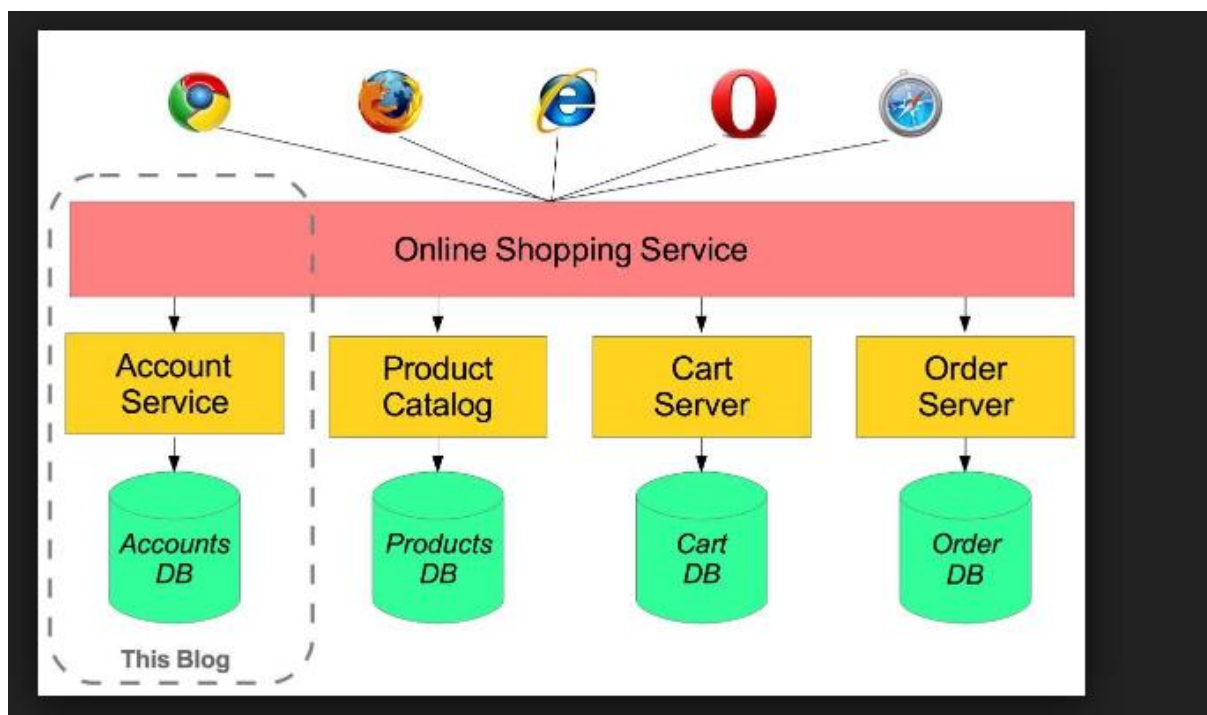 Online Shopping Service
Account
Service
Product
Catalog
Cart
Server
Order
Server
Accounts
DB
Products
DB
Cart
DB
Order
DB
This Blog